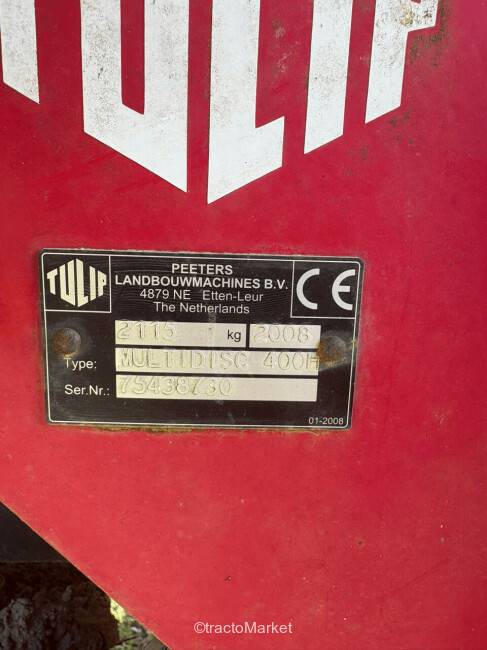 TULIP
TULIP
PEETERS
LANDBOUWMACHINES B.V.
4879 NE Etten-Leur
The Netherlands
CE
2115 kg 2008
Type: MULTIDISC 400H
Ser.Nr.: 75438730
01-2008
©tractoMarket